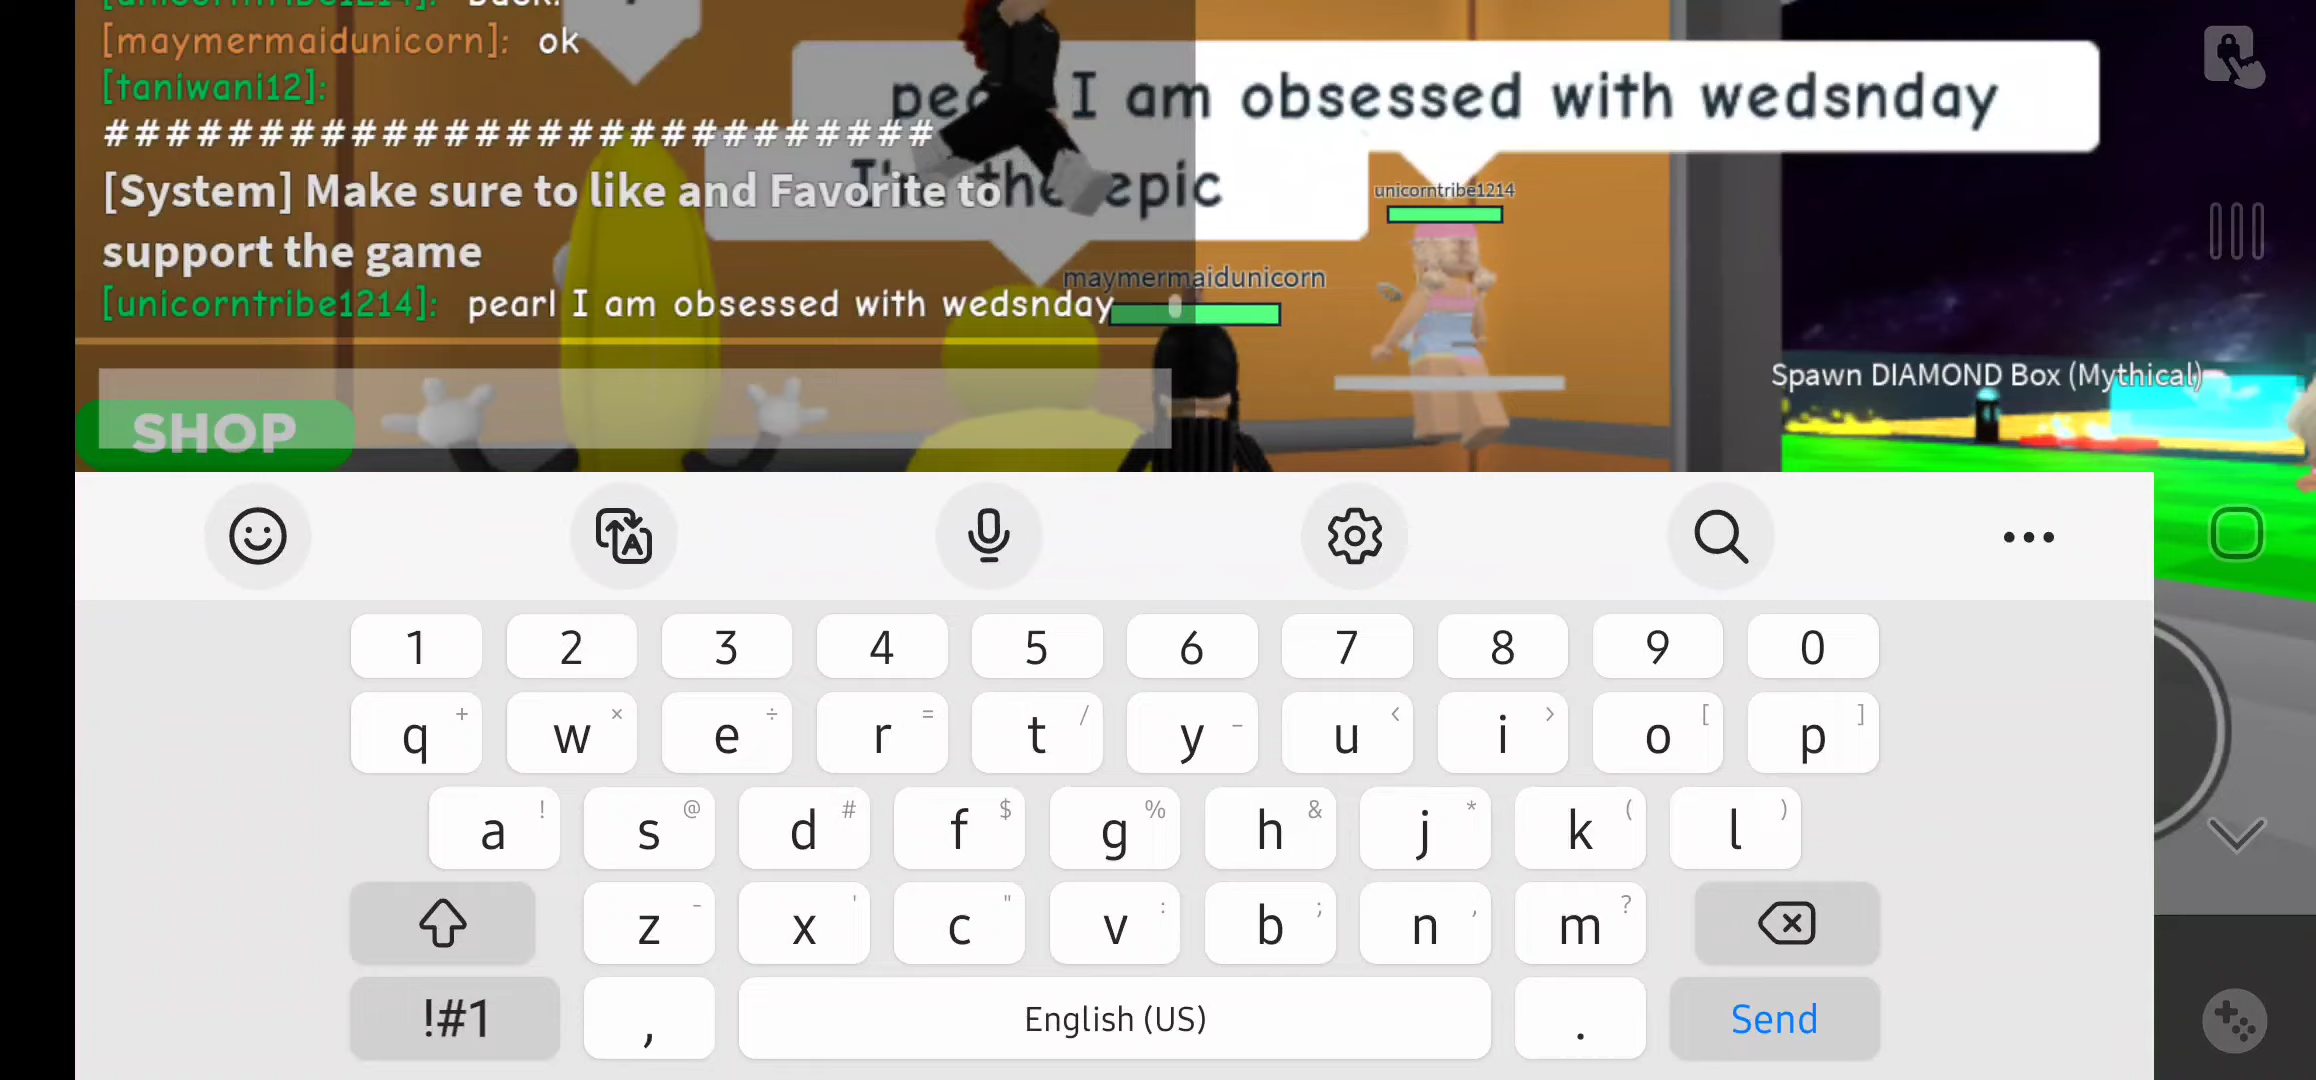 [maymermaidunicorn]: ok
[taniwani12]:
###########################
[System] Make sure to like and Favorite to
support the game
[unicorntribe1214]: pearl I am obsessed with wedsnday
I am obsessed with wedsnday
epic
unicorntribe1214
maymermaidunicorn
Spawn DIAMOND Box (Mythical)
SHOP
1 2 3 4 5 6 7 8 9 0
q + w × e ÷ r = t / y _ u < i > o [ p ]
a ! s @ d # f $ g % h & j * k ( l )
z - x ' c " v : b ; n , m ?
!#1 , English (US) . Send